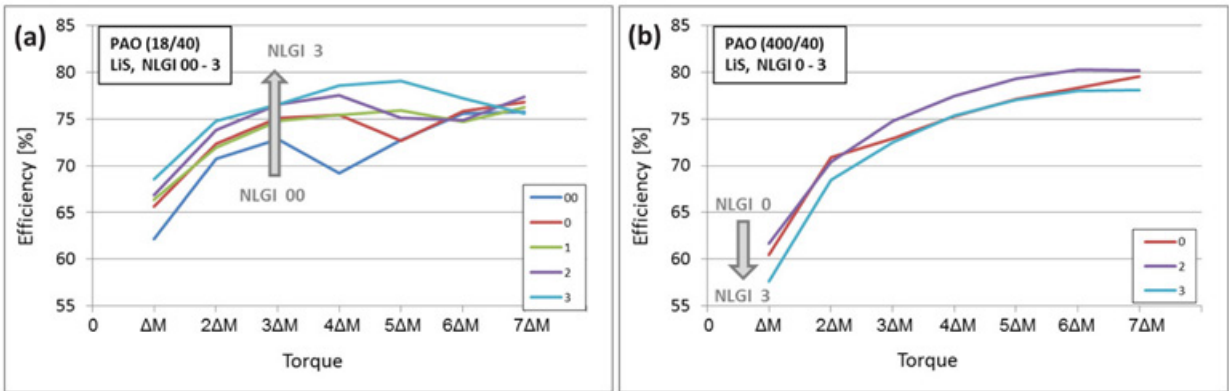 (a)
PAO (18/40)
LiS, NLGI 00 - 3
NLGI 3
NLGI 00
Efficiency [%]
85
80
75
70
65
60
55
0 ΔM 2ΔM 3ΔM 4ΔM 5ΔM 6ΔM 7ΔM
Torque
00
0
1
2
3
(b)
PAO (400/40)
LiS, NLGI 0 - 3
NLGI 0
NLGI 3
Efficiency [%]
85
80
75
70
65
60
55
0 ΔM 2ΔM 3ΔM 4ΔM 5ΔM 6ΔM 7ΔM
Torque
0
2
3